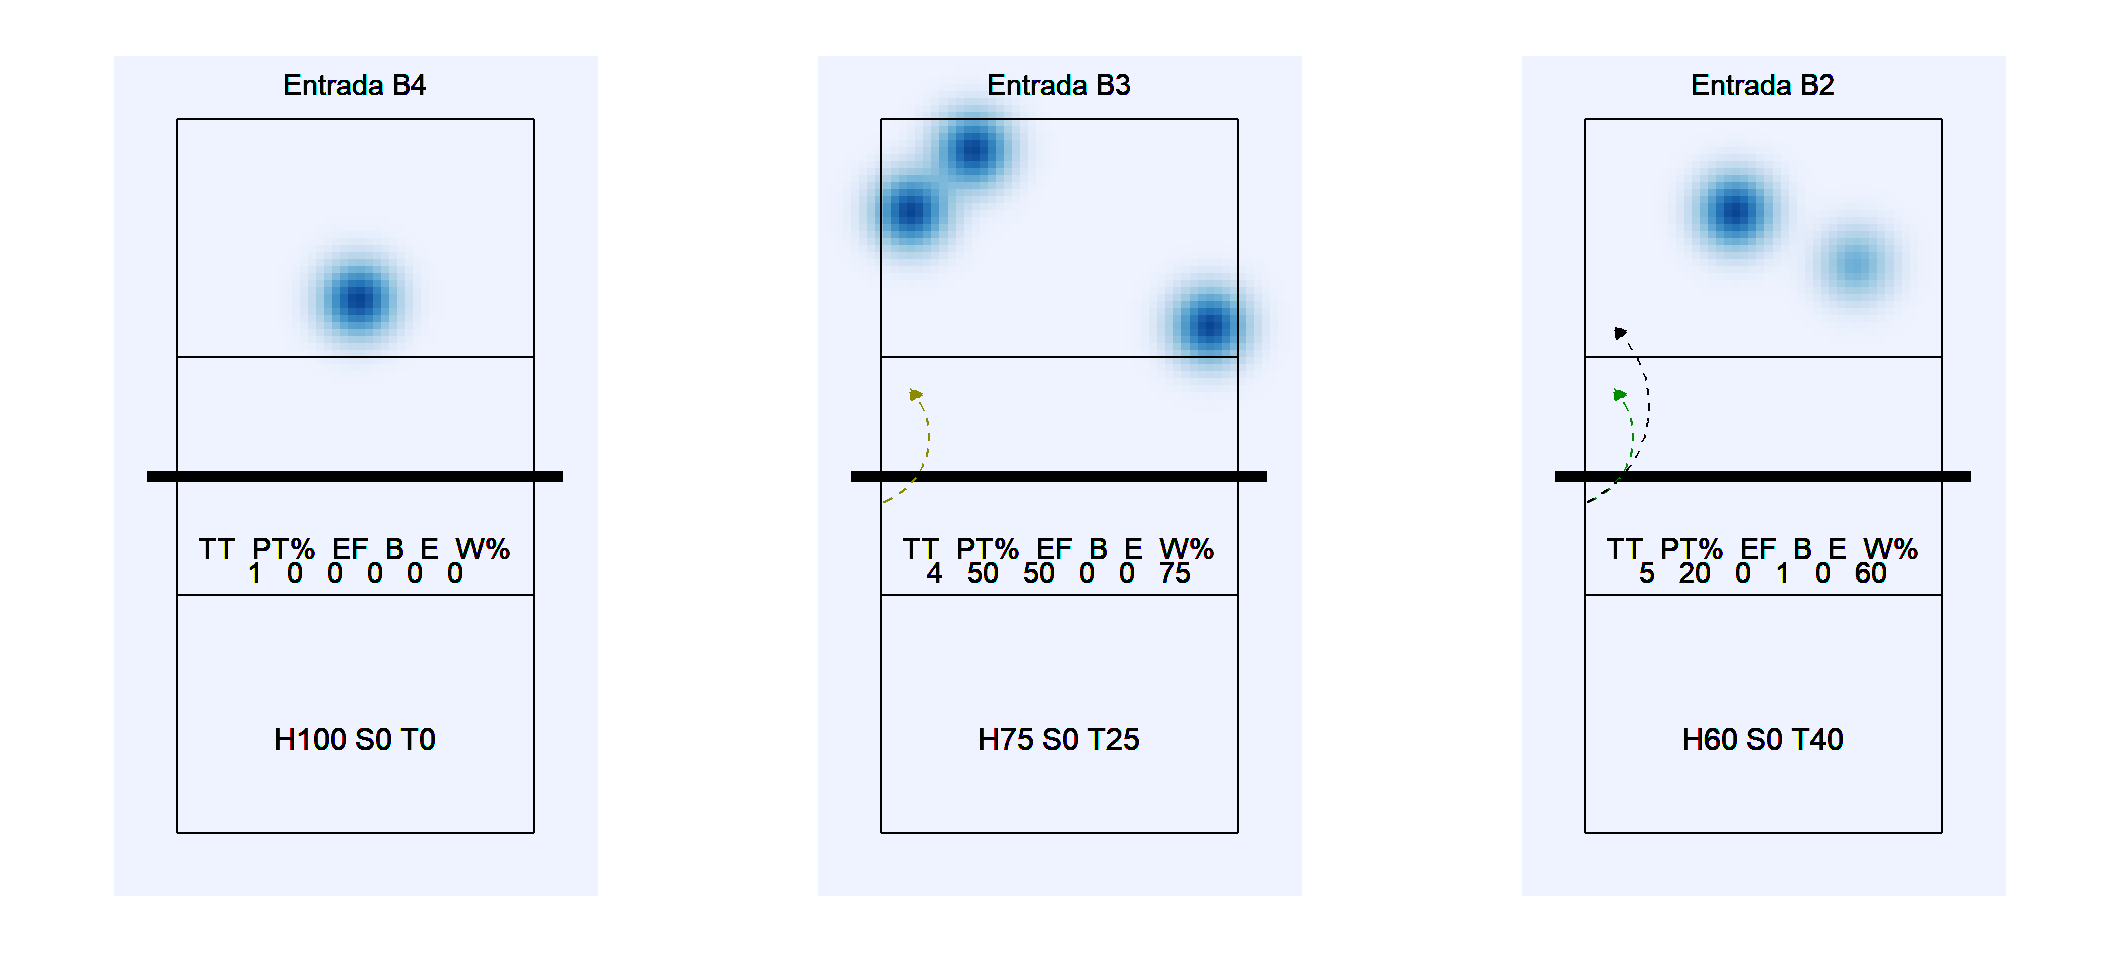 Entrada B4
TT PT% EF B E W%
1 0 0 0 0 0
H100 S0 T0
Entrada B3
TT PT% EF B E W%
4 50 50 0 0 75
H75 S0 T25
Entrada B2
TT PT% EF B E W%
5 20 0 1 0 60
H60 S0 T40